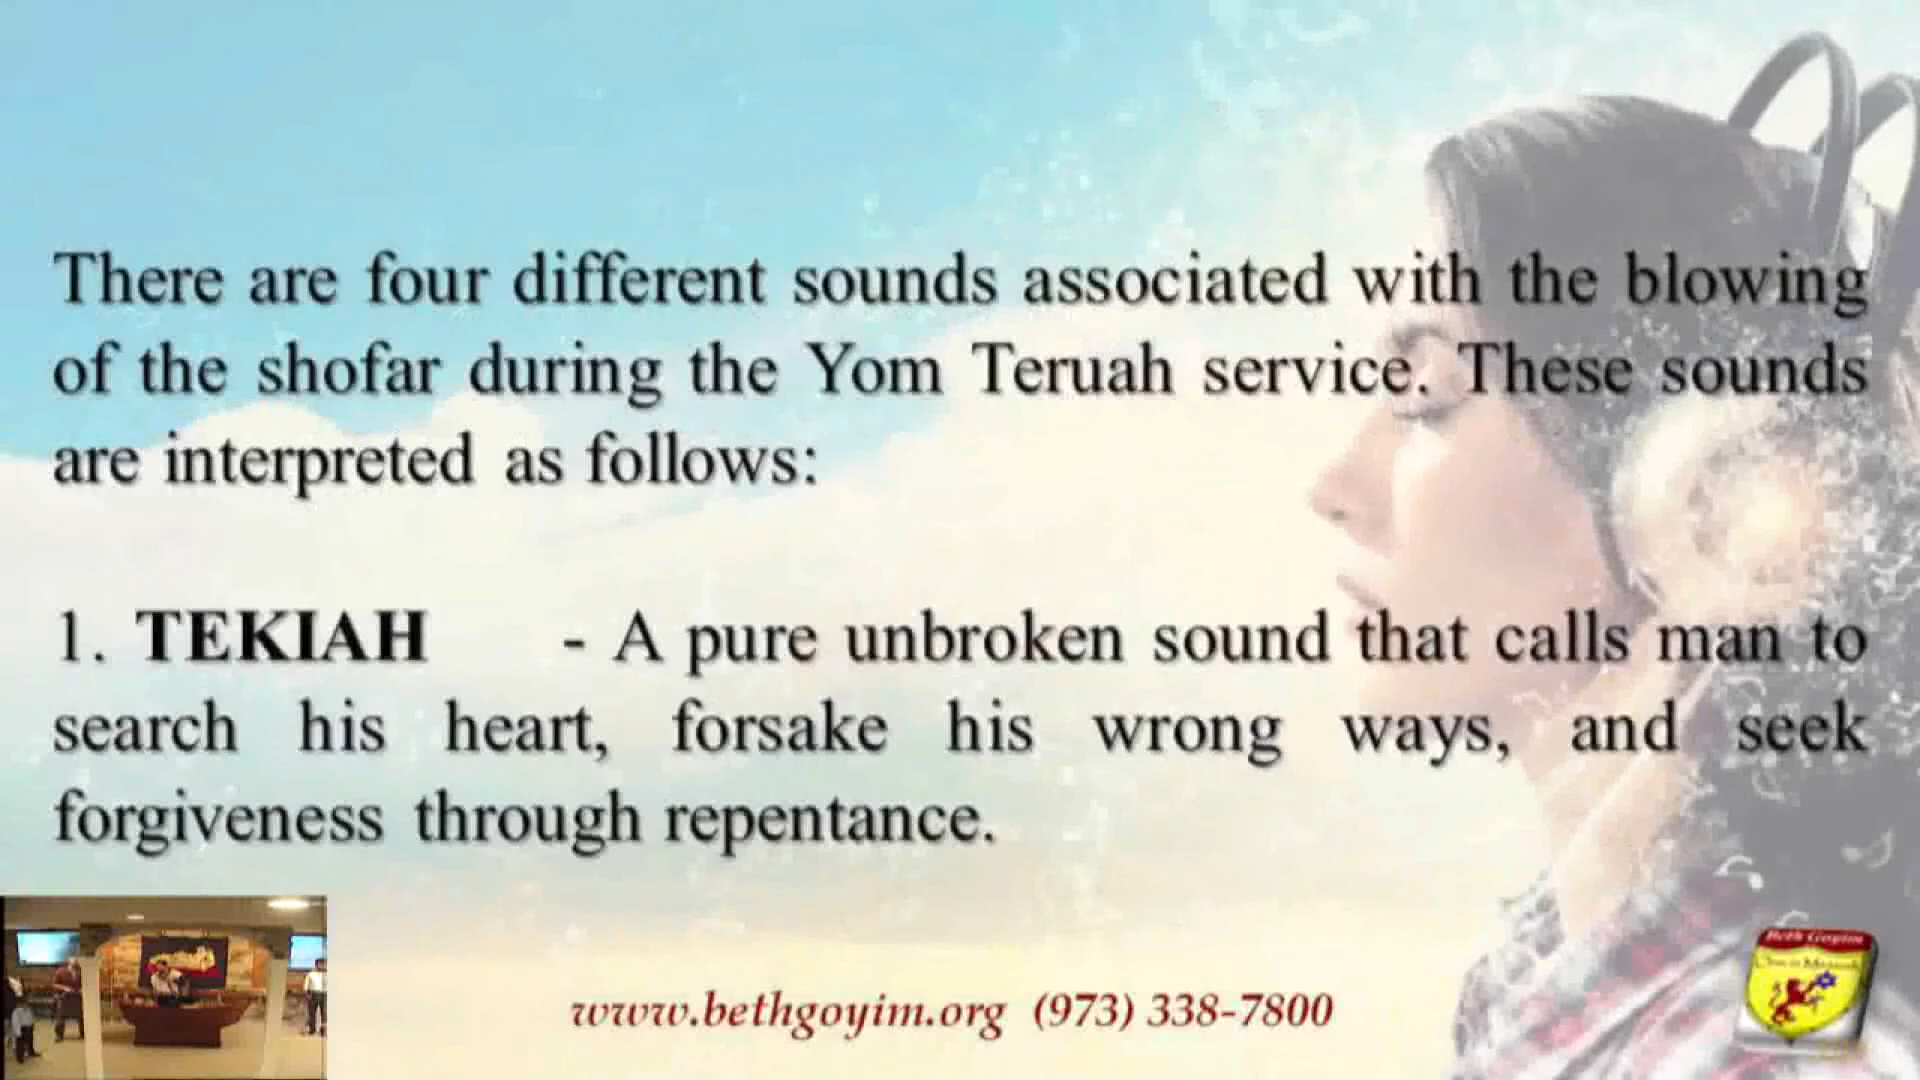 There are four different sounds associated with the blowing
of the shofar during the Yom Teruah service. These sounds
are interpreted as follows:
1. TEKIAH - A pure unbroken sound that calls man to
search his heart, forsake his wrong ways, and seek
forgiveness through repentance.
www.bethgoyim.org (973) 338-7800
Beth Goyim